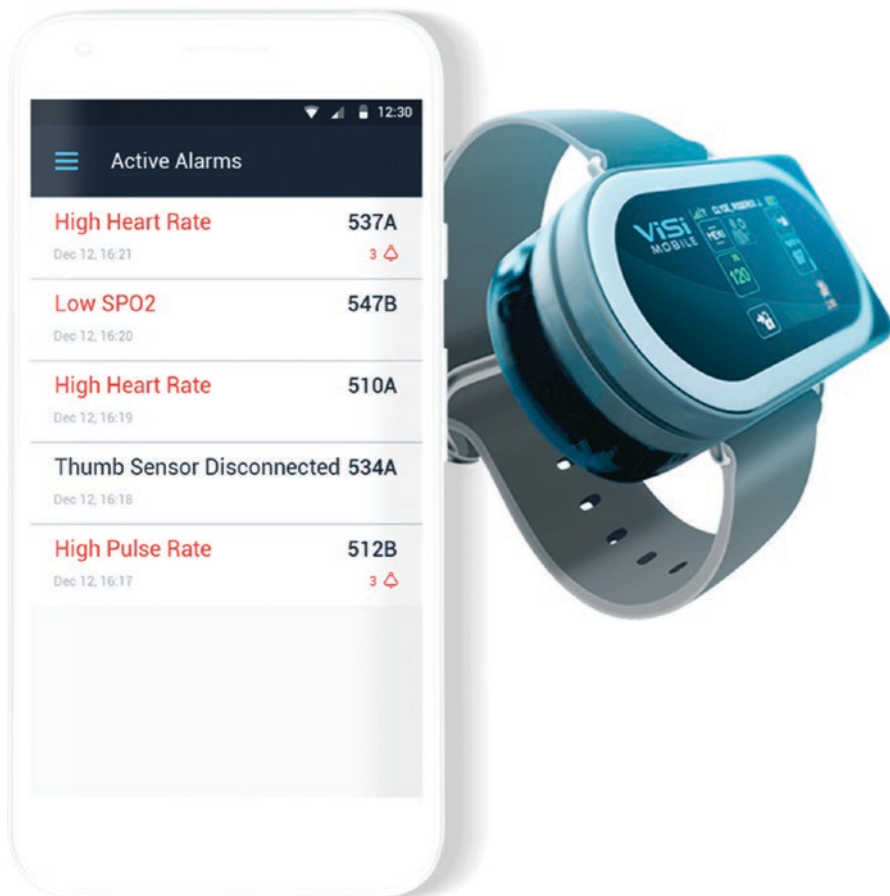 12:30
Active Alarms
High Heart Rate 537A
Dec 12, 16:21 3
Low SPO2 547B
Dec 12, 16:20
High Heart Rate 510A
Dec 12, 16:19
Thumb Sensor Disconnected 534A
Dec 12, 16:18
High Pulse Rate 512B
Dec 12, 16:17 3
ViSi
MOBILE
MENU
120